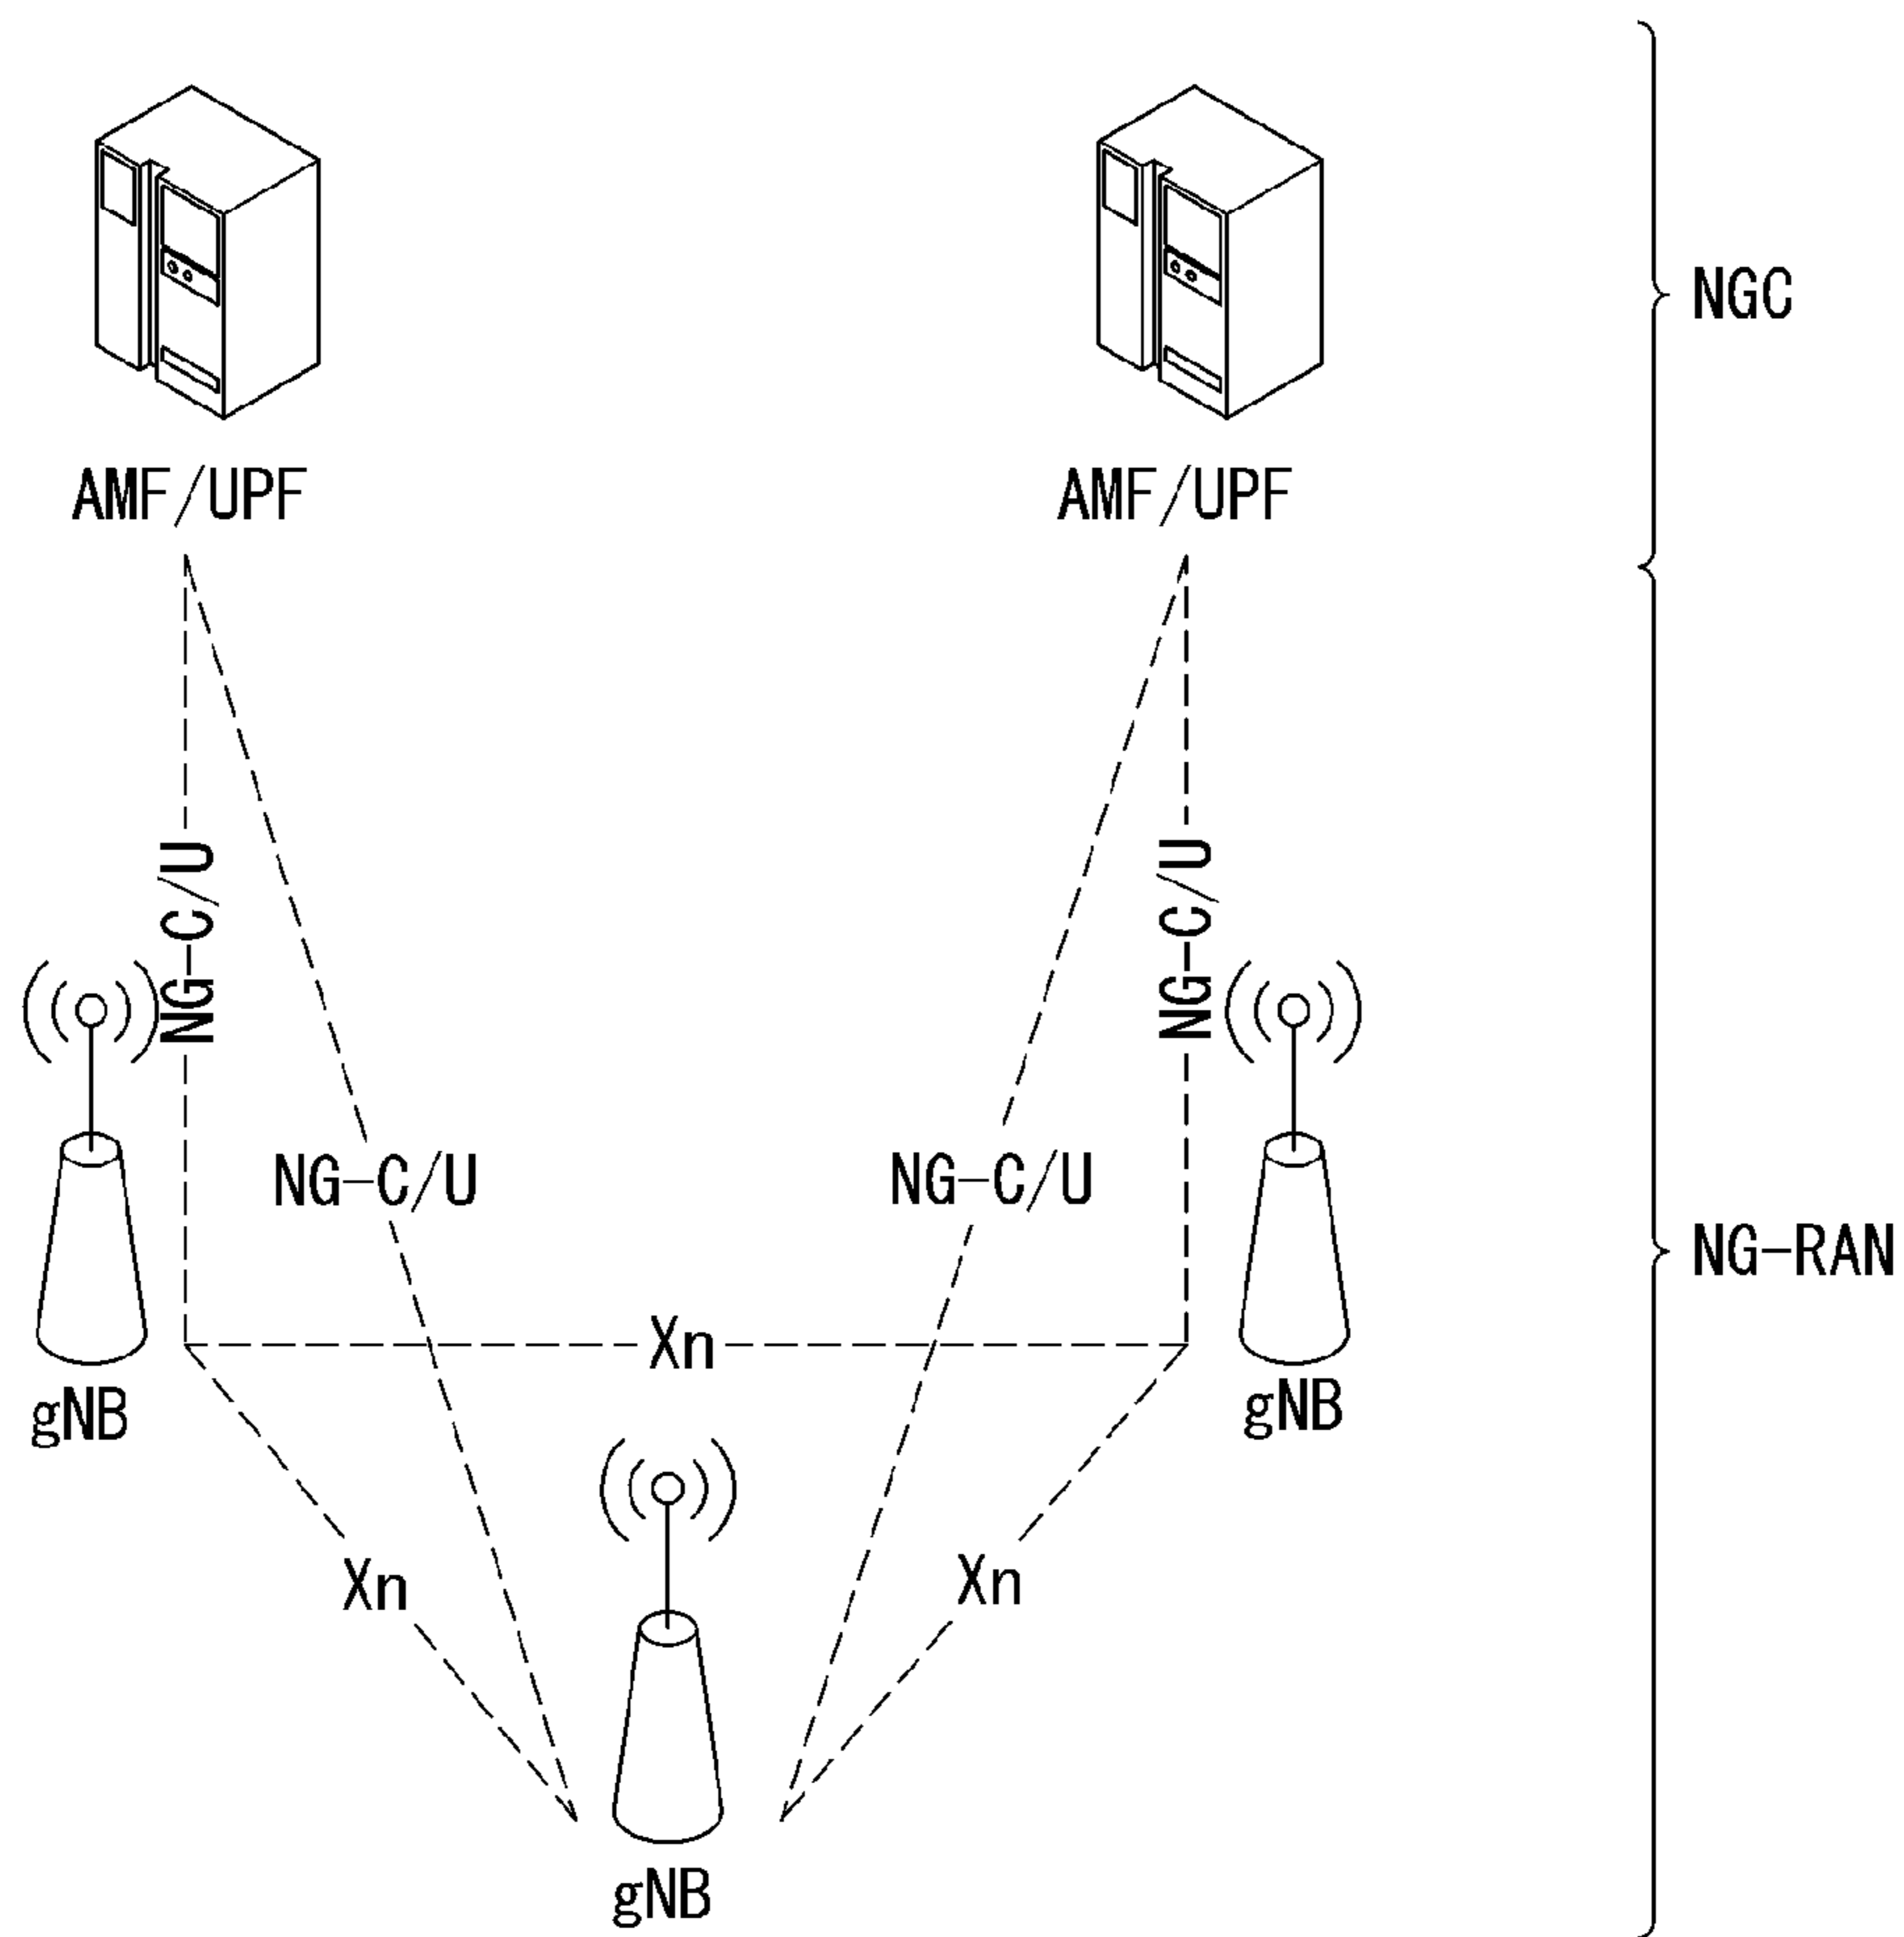 NGC
AMF/UPF
AMF/UPF
NG-C/U
NG-C/U
NG-C/U
NG-C/U
NG-RAN
Xn
gNB
gNB
Xn
Xn
gNB